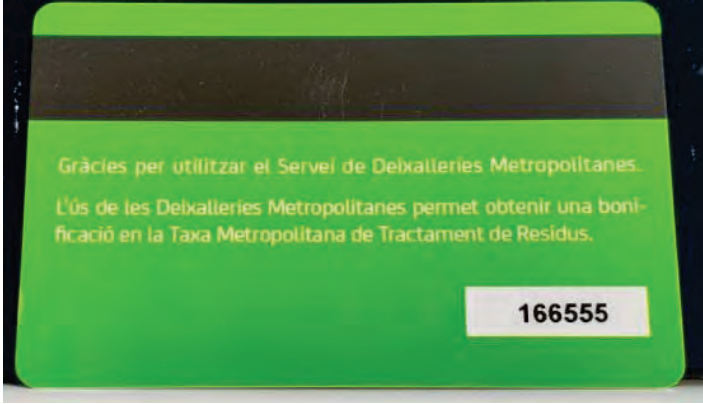 Gràcies per utilitzar el Servei de Deixalleries Metropolitanes.
L'ús de les Deixalleries Metropolitanes permet obtenir una boni-
ficació en la Taxa Metropolitana de Tractament de Residus.
166555